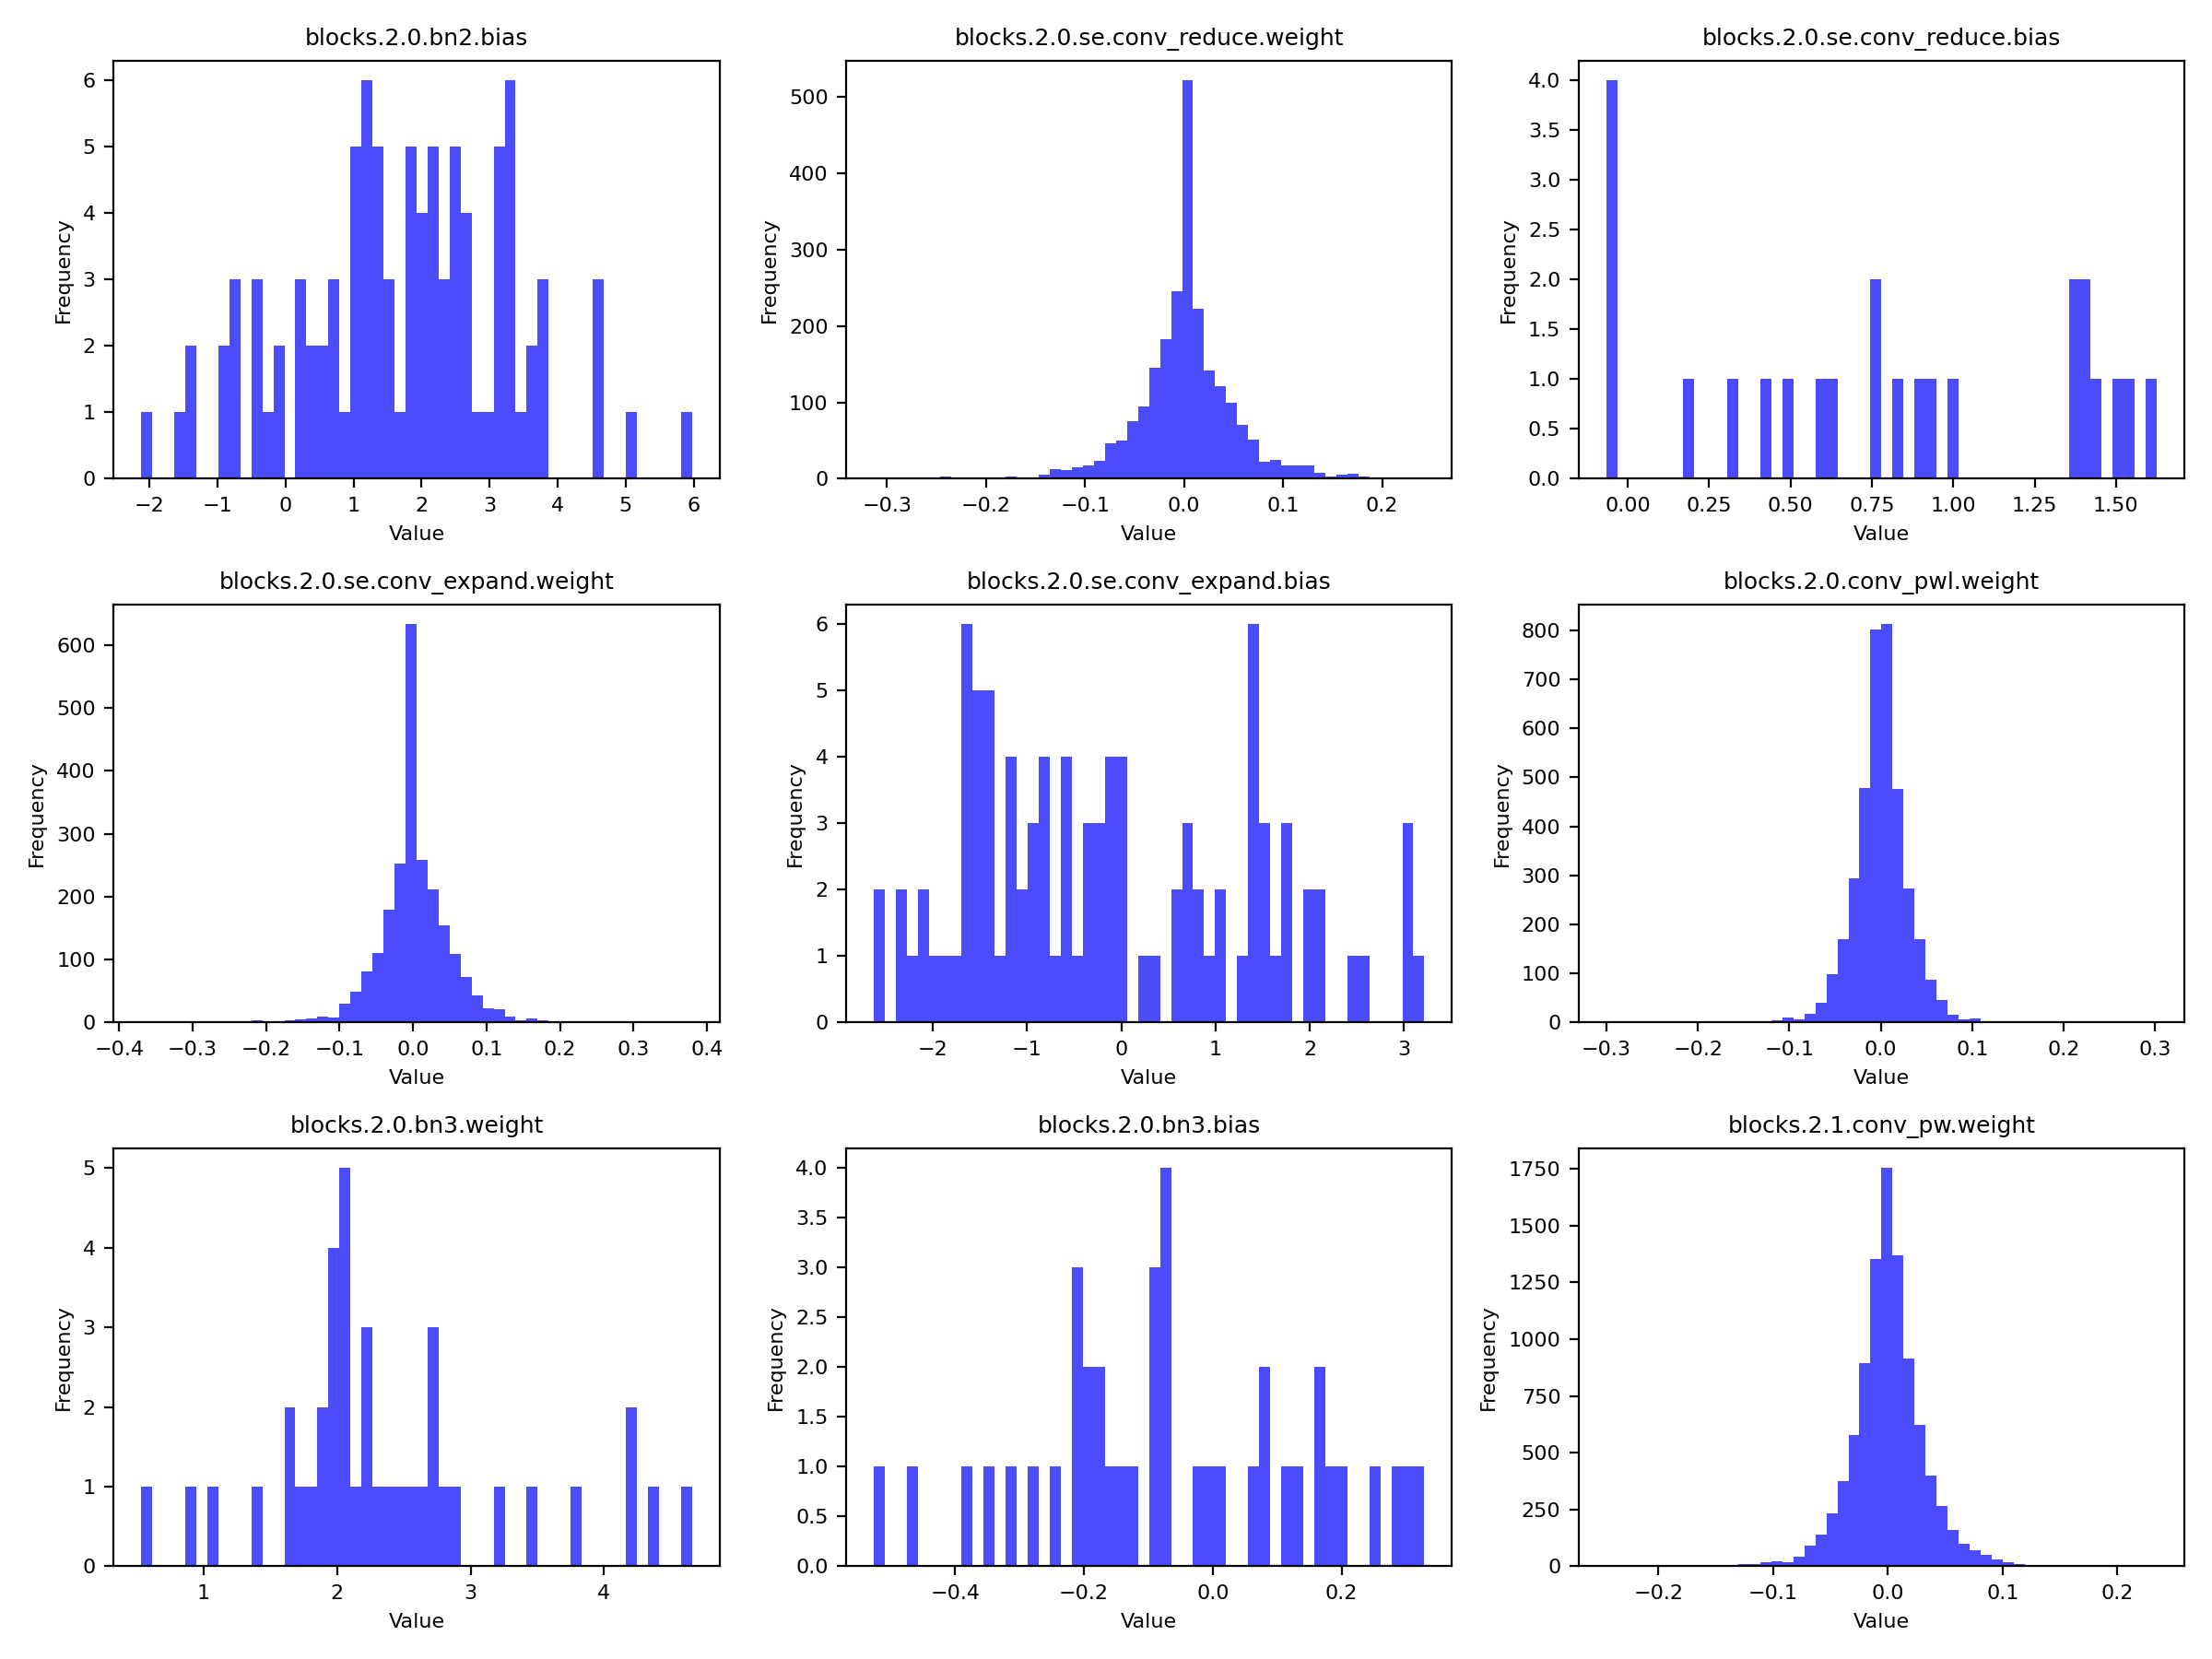 blocks.2.0.bn2.bias
6
5
4
3
2
1
0
Frequency
−2 −1 0 1 2 3 4 5 6
Value
blocks.2.0.se.conv_reduce.weight
500
400
300
200
100
0
Frequency
−0.3 −0.2 −0.1 0.0 0.1 0.2
Value
blocks.2.0.se.conv_reduce.bias
4.0
3.5
3.0
2.5
2.0
1.5
1.0
0.5
0.0
Frequency
0.00 0.25 0.50 0.75 1.00 1.25 1.50
Value
blocks.2.0.se.conv_expand.weight
600
500
400
300
200
100
0
Frequency
−0.4 −0.3 −0.2 −0.1 0.0 0.1 0.2 0.3 0.4
Value
blocks.2.0.se.conv_expand.bias
6
5
4
3
2
1
0
Frequency
−2 −1 0 1 2 3
Value
blocks.2.0.conv_pwl.weight
800
700
600
500
400
300
200
100
0
Frequency
−0.3 −0.2 −0.1 0.0 0.1 0.2 0.3
Value
blocks.2.0.bn3.weight
5
4
3
2
1
0
Frequency
1 2 3 4
Value
blocks.2.0.bn3.bias
4.0
3.5
3.0
2.5
2.0
1.5
1.0
0.5
0.0
Frequency
−0.4 −0.2 0.0 0.2
Value
blocks.2.1.conv_pw.weight
1750
1500
1250
1000
750
500
250
0
Frequency
−0.2 −0.1 0.0 0.1 0.2
Value